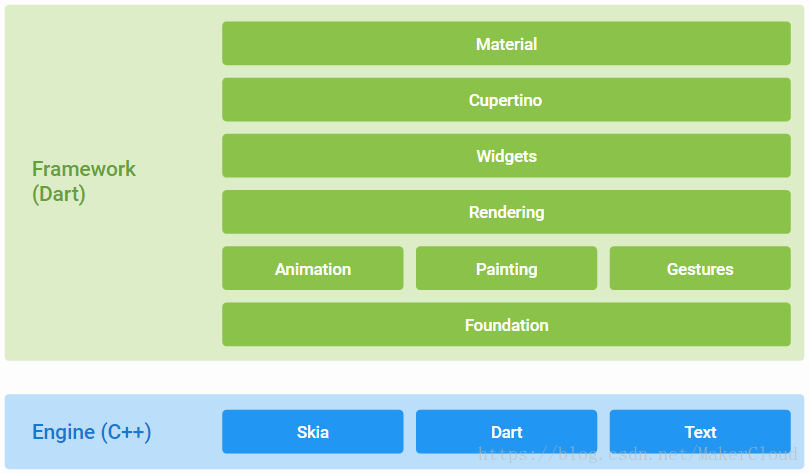 Material
Cupertino
Widgets
Framework
(Dart)
Rendering
Animation Painting Gestures
Foundation
Engine (C++) Skia Dart Text
https://blog.csdn.net/MakerCloud